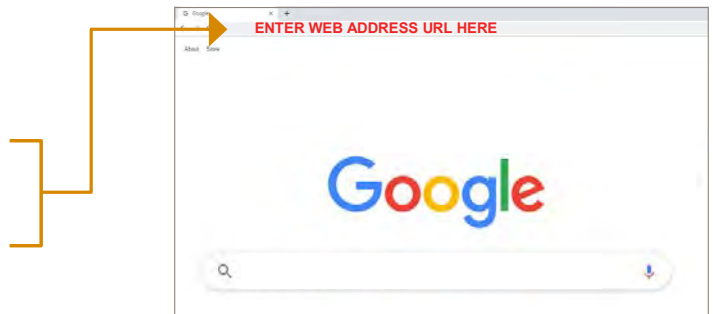 G Google × +
ENTER WEB ADDRESS URL HERE
About Store
Google